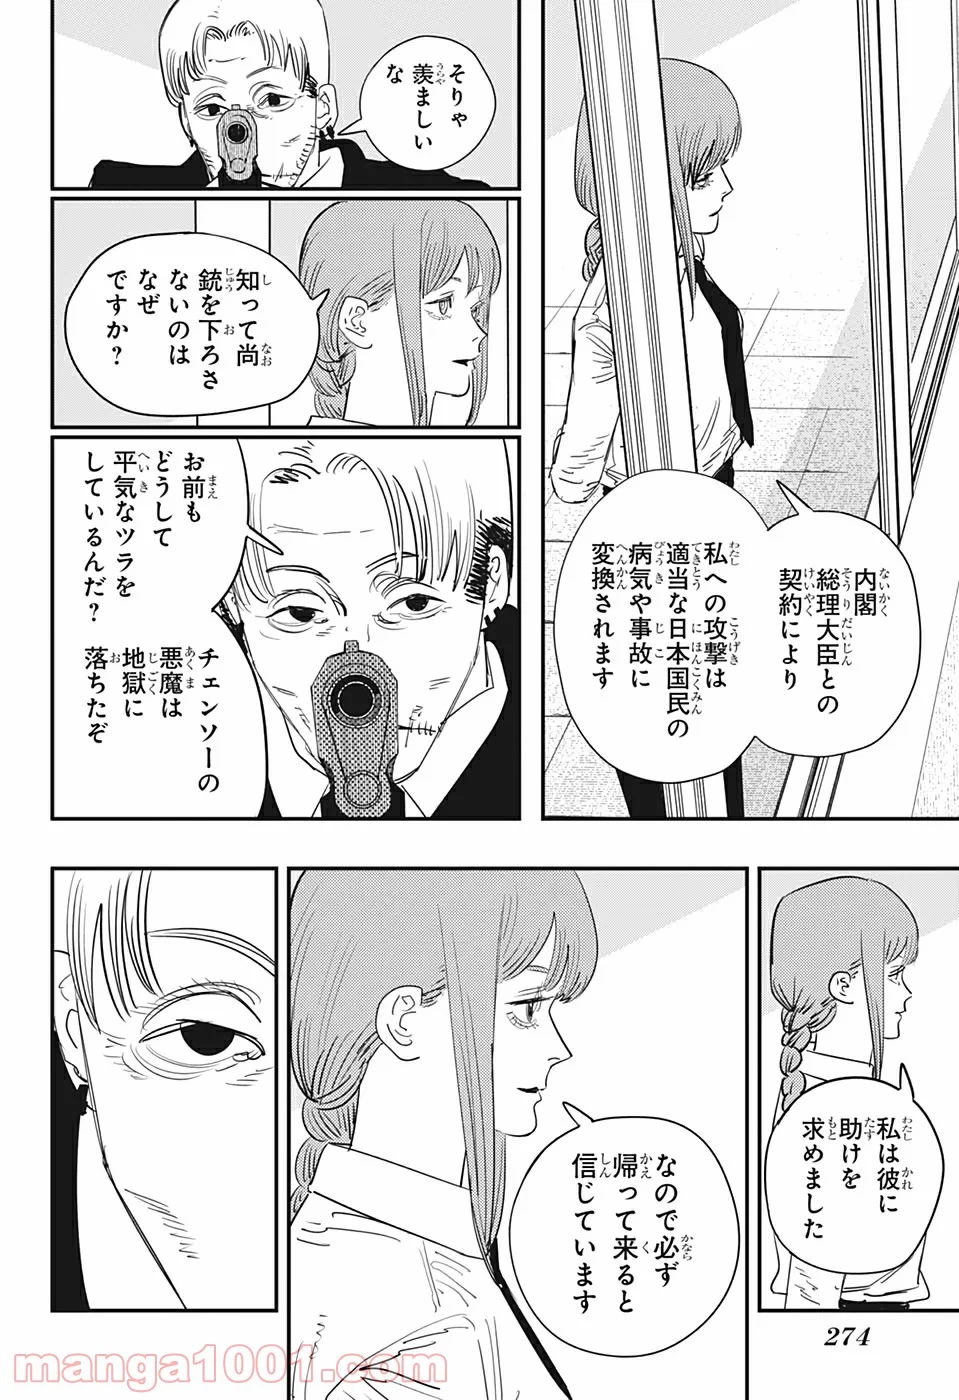 内閣
総理大臣との
契約により
私への攻撃は
適当な日本国民の
病気や事故に
変換されます
そりゃ
羨ましい
な
知って尚
銃を下ろさ
ないのは
なぜ
ですか?
お前も
どうして
平気なツラを
しているんだ?
チェンソーの
悪魔は
地獄に
落ちたぞ
私は彼に
助けを
求めました
なので必ず
帰って来ると
信じています
274
manga1001.com